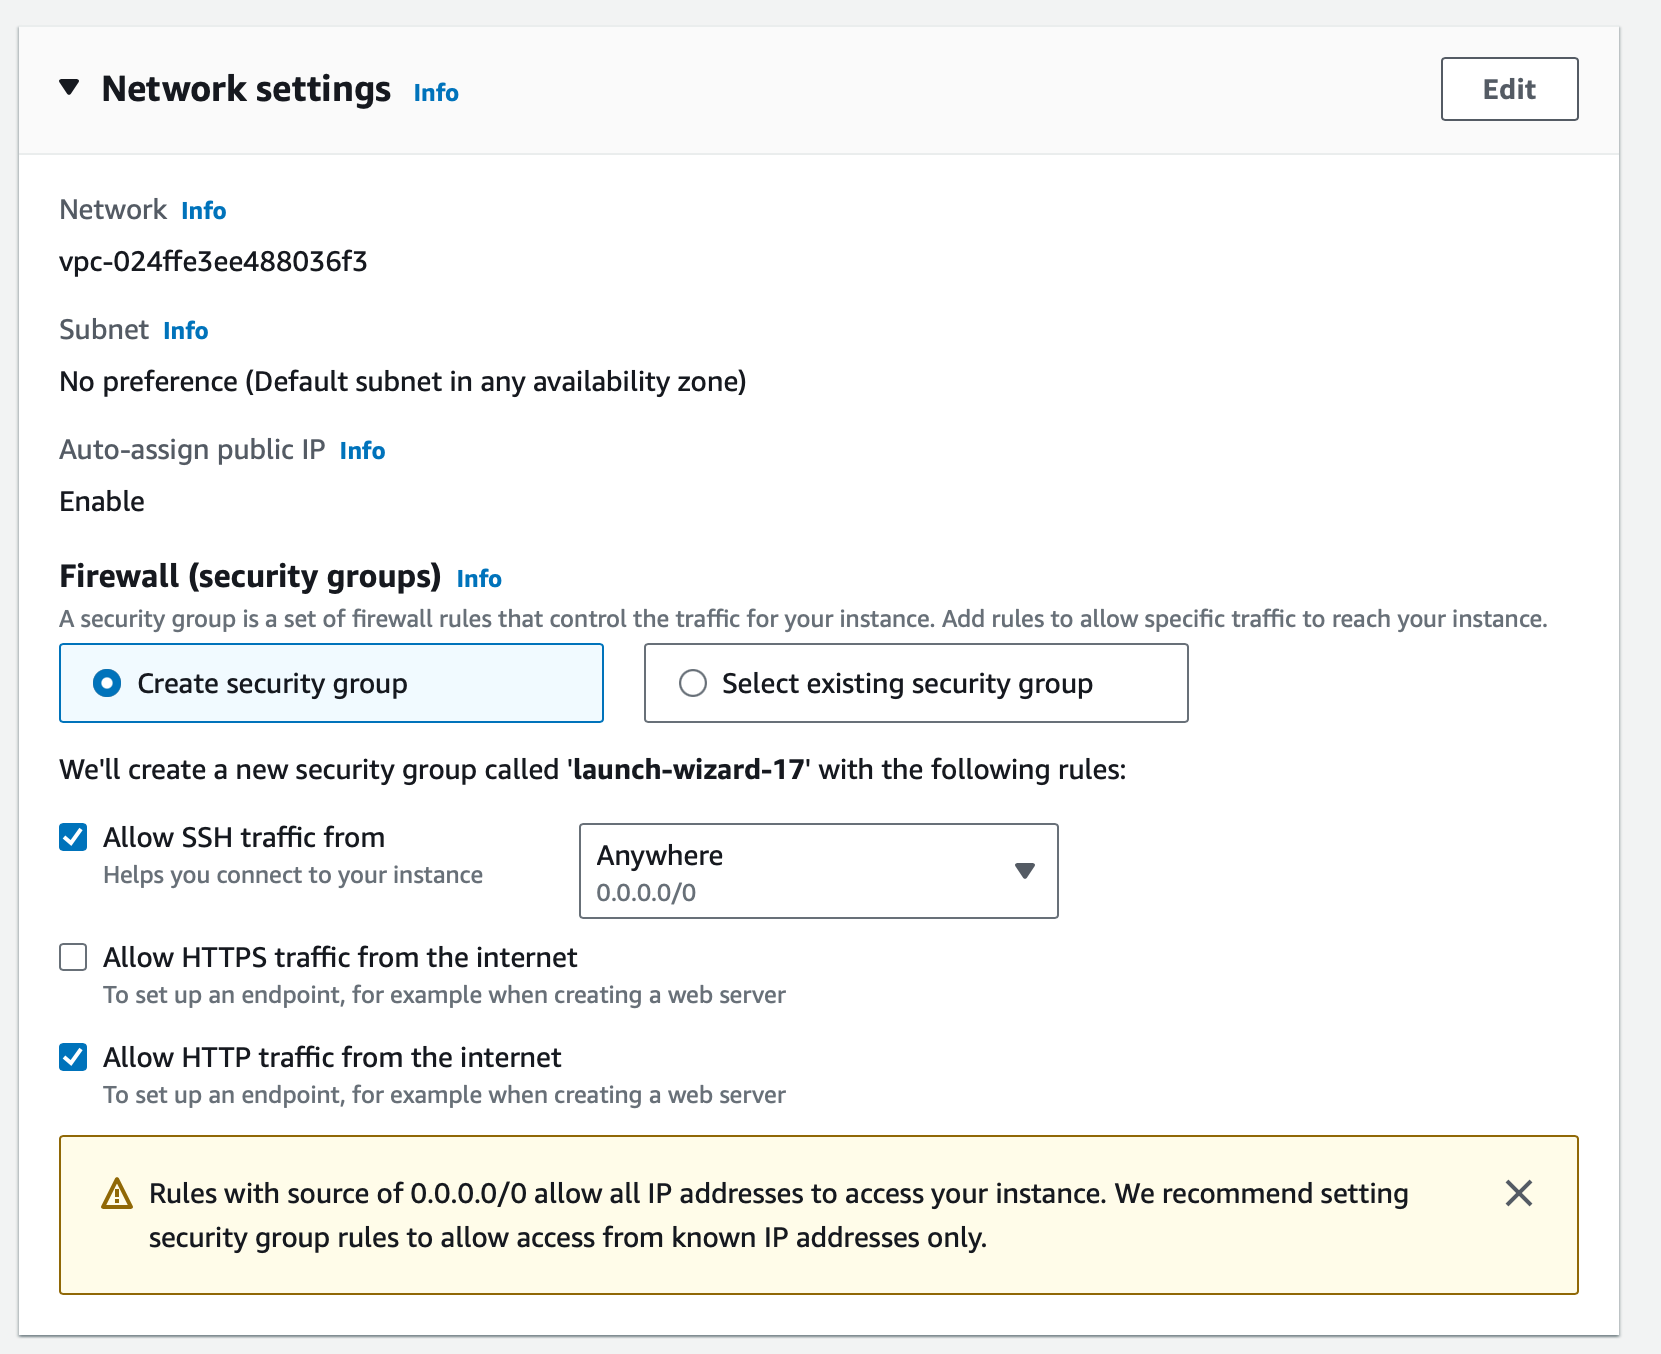 Network settings Info
Edit
Network Info
vpc-024ffe3ee488036f3
Subnet Info
No preference (Default subnet in any availability zone)
Auto-assign public IP Info
Enable
Firewall (security groups) Info
A security group is a set of firewall rules that control the traffic for your instance. Add rules to allow specific traffic to reach your instance.
Create security group
Select existing security group
We'll create a new security group called 'launch-wizard-17' with the following rules:
Allow SSH traffic from
Helps you connect to your instance
Anywhere
0.0.0.0/0
Allow HTTPS traffic from the internet
To set up an endpoint, for example when creating a web server
Allow HTTP traffic from the internet
To set up an endpoint, for example when creating a web server
Rules with source of 0.0.0.0/0 allow all IP addresses to access your instance. We recommend setting
security group rules to allow access from known IP addresses only.